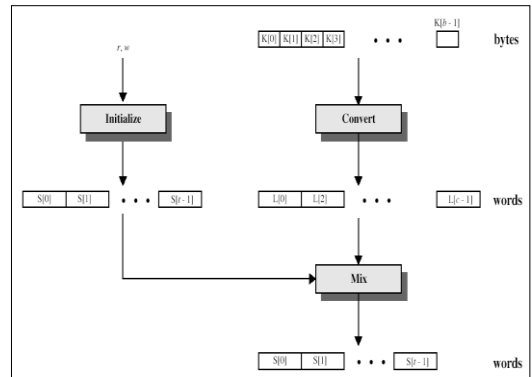 K[b - 1]
K[0] K[1] K[2] K[3] • • • bytes
r, w
Initialize Convert
S[0] S[1] • • • S[t - 1] L[0] L[2] • • • L[c - 1] words
Mix
S[0] S[1] • • • S[t - 1] words